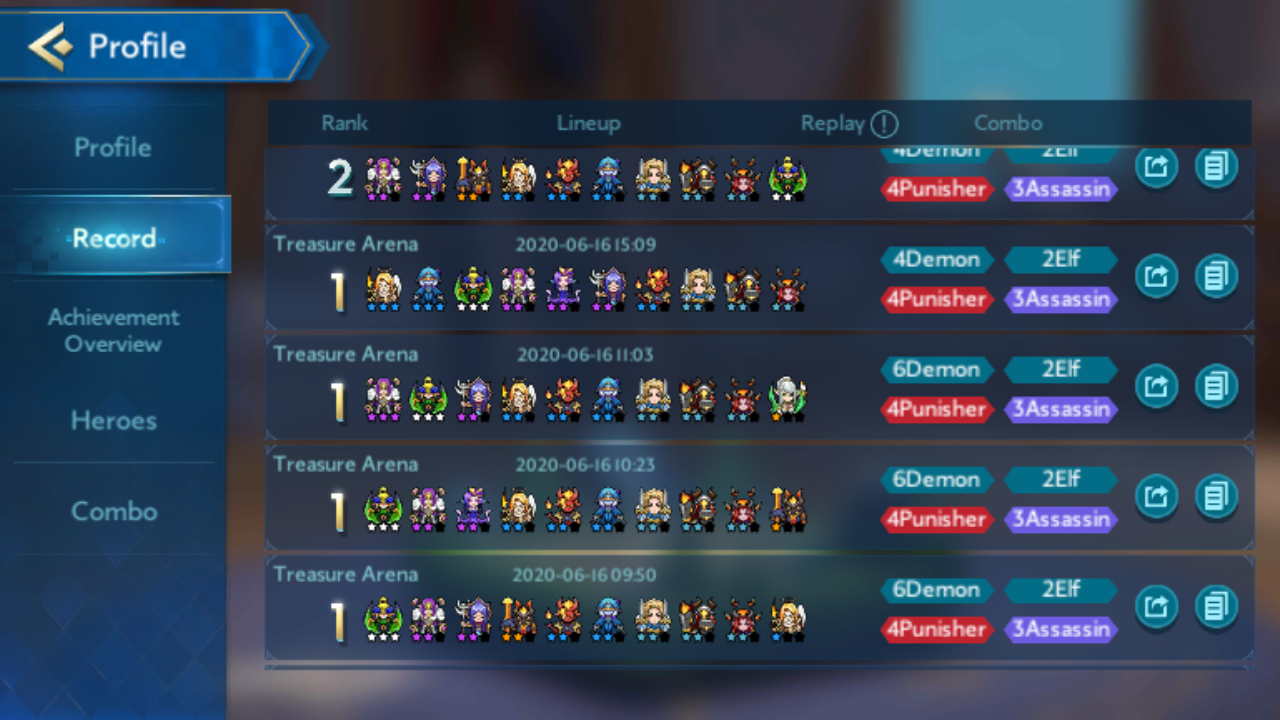 Profile
Profile
Record
Achievement
Overview
Heroes
Combo
Rank Lineup Replay ! Combo
2 4Demon 2Elf
4Punisher 3Assassin
Treasure Arena 2020-06-16 15:09
1 4Demon 2Elf
4Punisher 3Assassin
Treasure Arena 2020-06-16 11:03
1 6Demon 2Elf
4Punisher 3Assassin
Treasure Arena 2020-06-16 10:23
1 6Demon 2Elf
4Punisher 3Assassin
Treasure Arena 2020-06-16 09:50
1 6Demon 2Elf
4Punisher 3Assassin